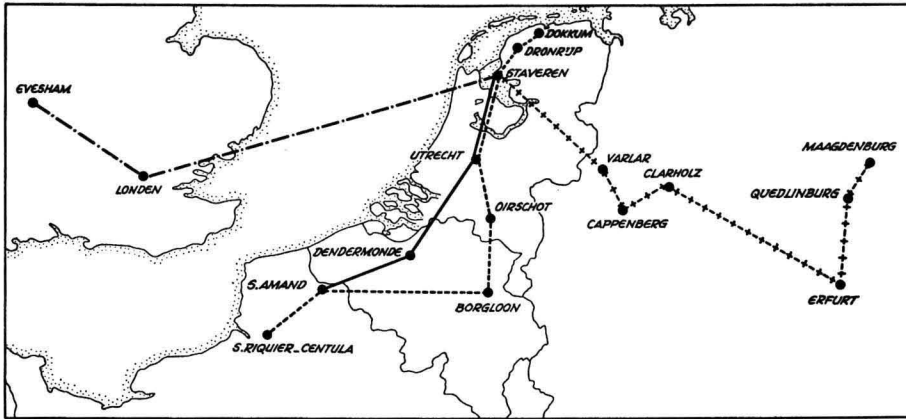 DOKKUM
DRONRIJP
STAVEREN
EVESHAM
LONDEN
UTRECHT
VARLAR
CLARHOLZ
MAAGDENBURG
QUEDLINBURG
CAPPENBERG
OIRSCHOT
DENDERMONDE
S.AMAND
BORGLOON
ERFURT
S.RIQUIER_CENTULA